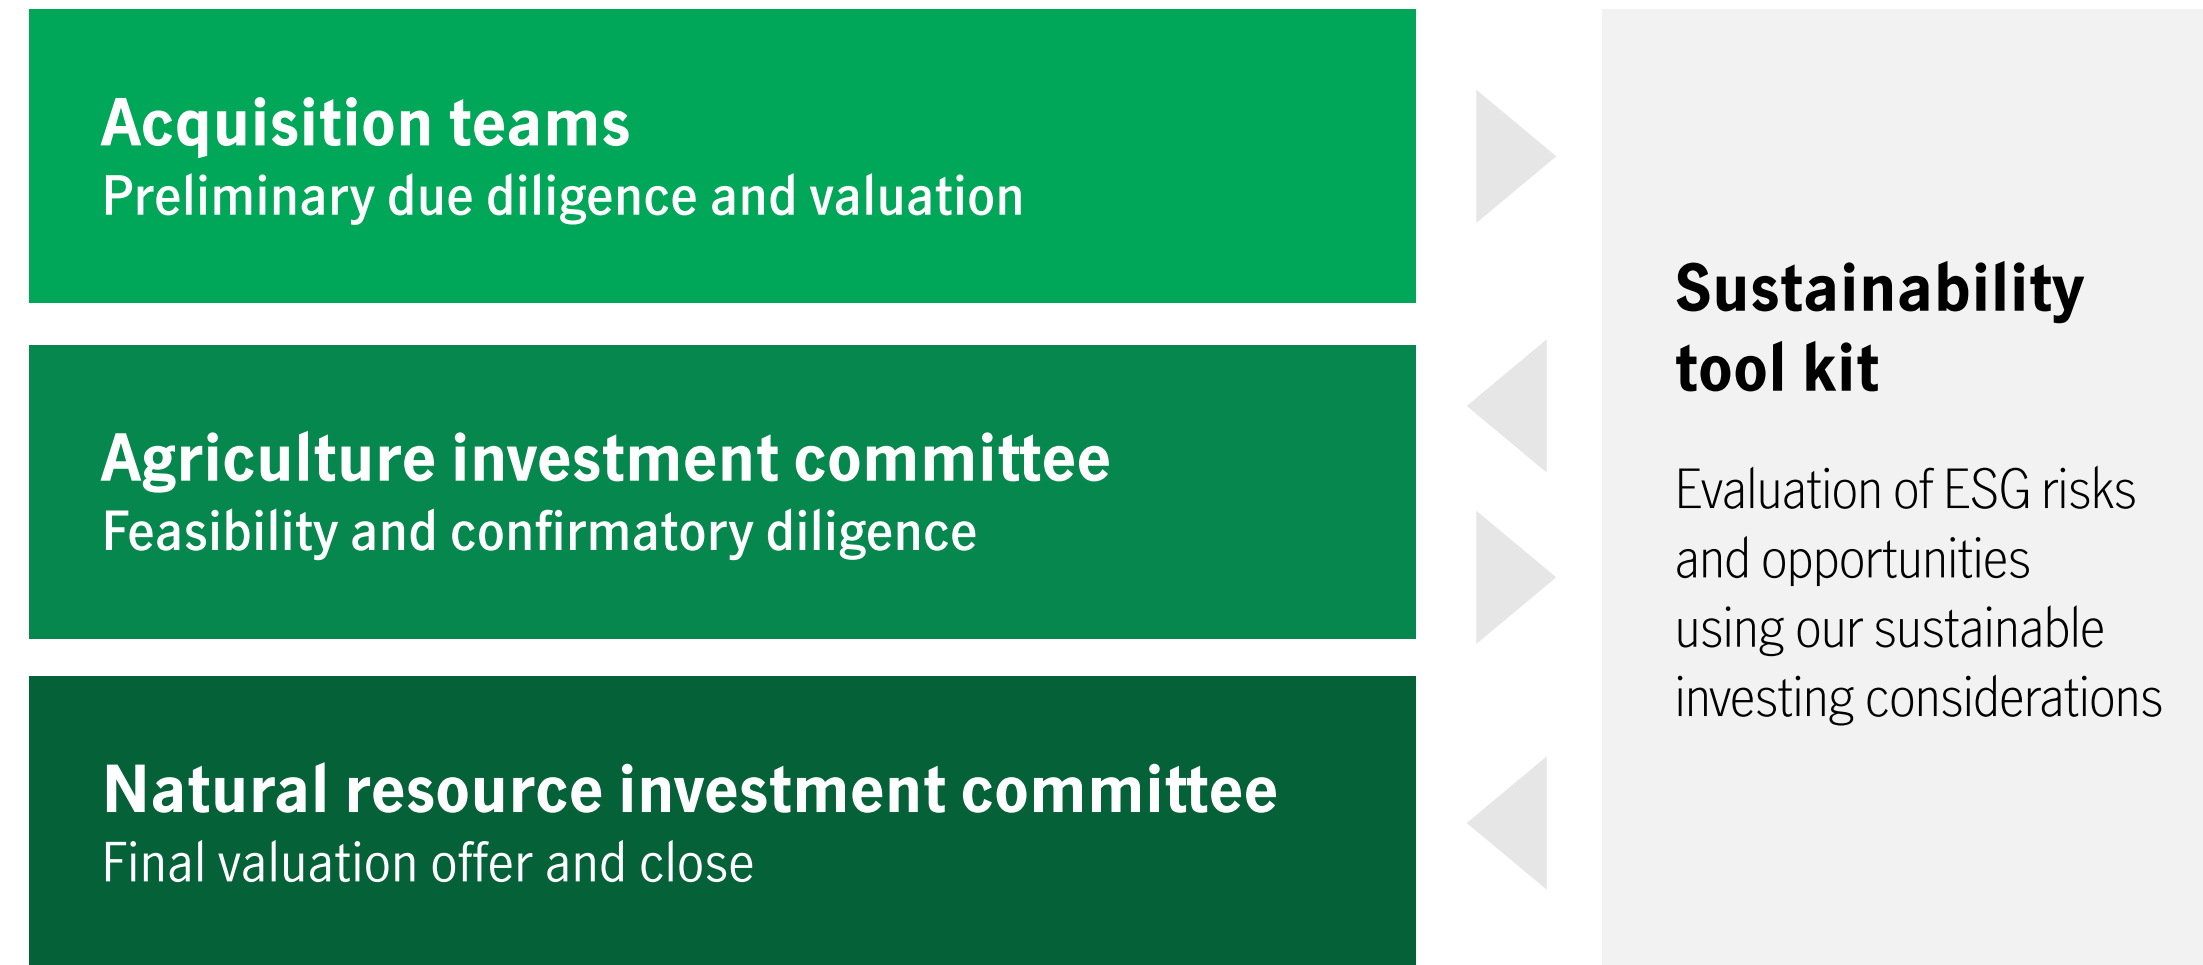 Acquisition teams
Preliminary due diligence and valuation
Agriculture investment committee
Feasibility and confirmatory diligence
Natural resource investment committee
Final valuation offer and close
Sustainability
tool kit
Evaluation of ESG risks
and opportunities
using our sustainable
investing considerations